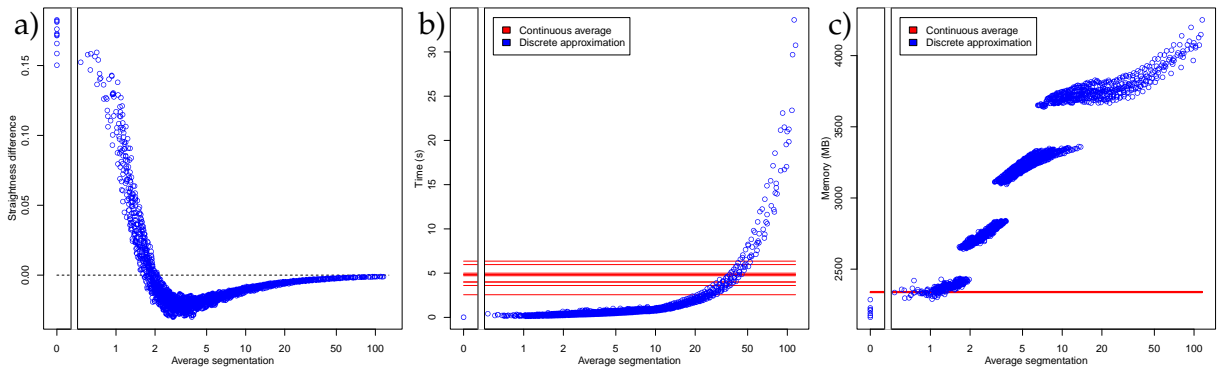 a)
Straightness difference
0.00
0.05
0.10
0.15
0 1 2 5 10 20 50 100
Average segmentation
b)
Continuous average
Discrete approximation
Time (s)
0
5
10
15
20
25
30
0 1 2 5 10 20 50 100
Average segmentation
c)
Continuous average
Discrete approximation
Memory (MB)
2500
3000
3500
4000
0 1 2 5 10 20 50 100
Average segmentation